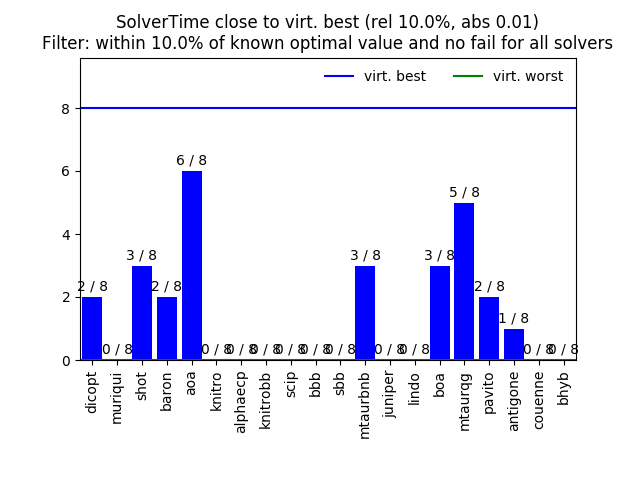 SolverTime close to virt. best (rel 10.0%, abs 0.01)
Filter: within 10.0% of known optimal value and no fail for all solvers
virt. best
virt. worst
8
6
4
2
0
2 / 8
0 / 8
3 / 8
2 / 8
6 / 8
0 / 8
0 / 8
0 / 8
0 / 8
0 / 8
0 / 8
3 / 8
0 / 8
0 / 8
3 / 8
5 / 8
2 / 8
1 / 8
0 / 8
0 / 8
dicopt
muriqui
shot
baron
aoa
knitro
alphaecp
knitrobb
scip
bbb
sbb
mtaurbnb
juniper
lindo
boa
mtaurqg
pavito
antigone
couenne
bhyb